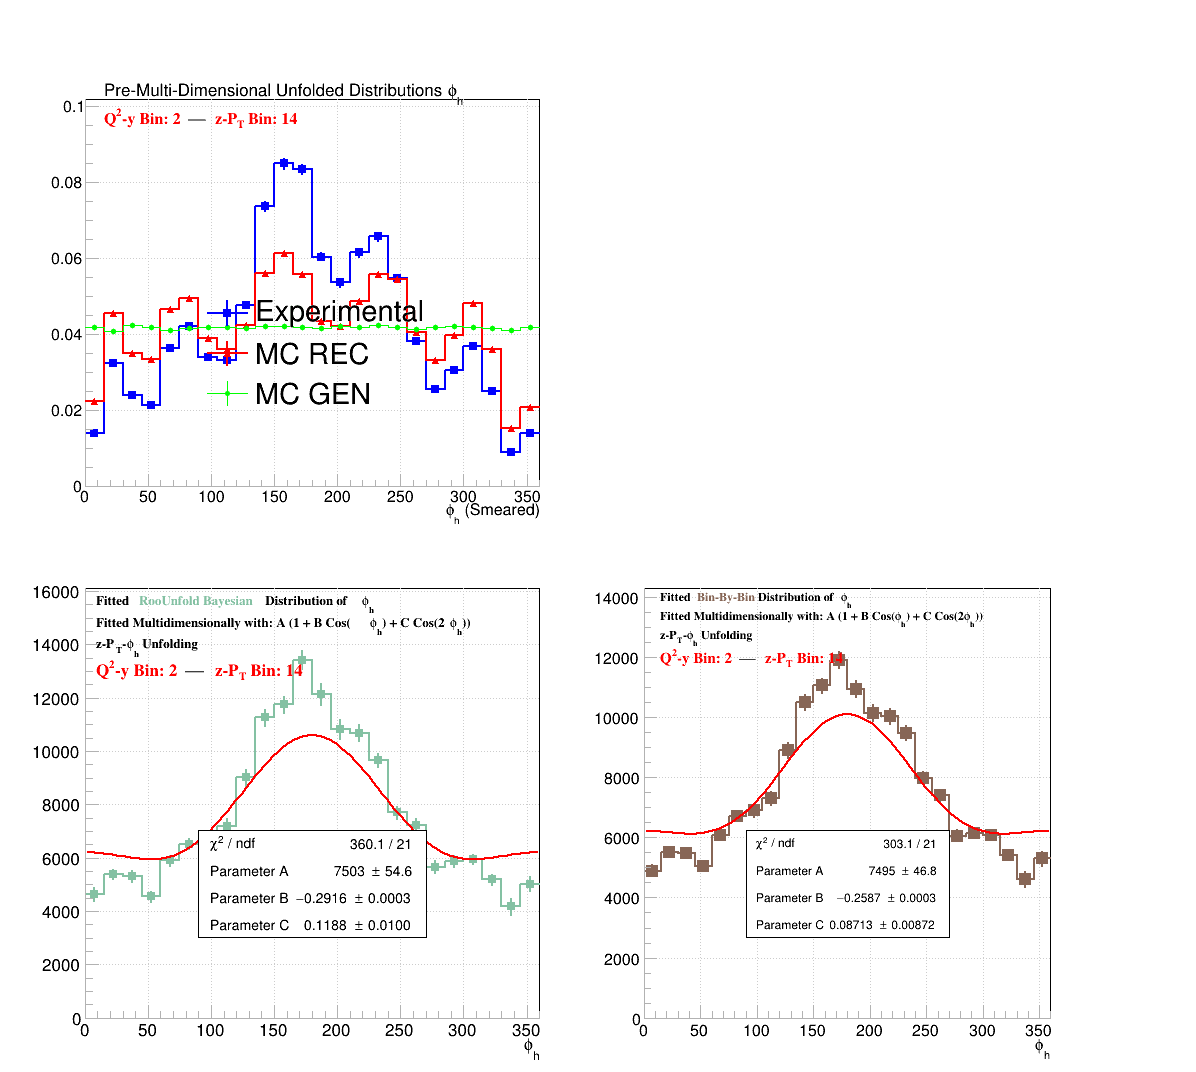 Pre-Multi-Dimensional Unfolded Distributions ϕh
Q2-y Bin: 2 — z-PT Bin: 14
0.1
0.08
0.06
0.04
0.02
0
Experimental
MC REC
MC GEN
0 50 100 150 200 250 300 350
ϕh (Smeared)
Fitted RooUnfold Bayesian Distribution of ϕh
Fitted Multidimensionally with: A (1 + B Cos( ϕh) + C Cos(2 ϕh))
z-PT-ϕh Unfolding
Q2-y Bin: 2 — z-PT Bin: 14
16000
14000
12000
10000
8000
6000
4000
2000
0
χ2 / ndf 360.1 / 21
Parameter A 7503 ± 54.6
Parameter B −0.2916 ± 0.0003
Parameter C 0.1188 ± 0.0100
0 50 100 150 200 250 300 350
ϕh
Fitted Bin-By-Bin Distribution of ϕh
Fitted Multidimensionally with: A (1 + B Cos(ϕh) + C Cos(2ϕh))
z-PT-ϕh Unfolding
Q2-y Bin: 2 — z-PT Bin: 14
14000
12000
10000
8000
6000
4000
2000
0
χ2 / ndf 303.1 / 21
Parameter A 7495 ± 46.8
Parameter B −0.2587 ± 0.0003
Parameter C 0.08713 ± 0.00872
0 50 100 150 200 250 300 350
ϕh